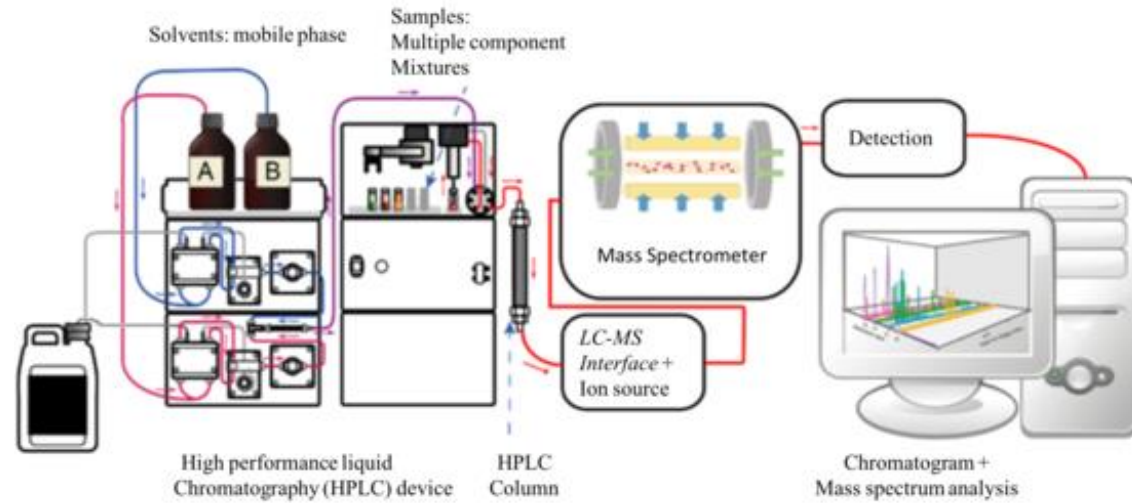 Solvents: mobile phase
Samples:
Multiple component
Mixtures
A
B
Mass Spectrometer
Detection
LC-MS
Interface +
Ion source
High performance liquid
Chromatography (HPLC) device
HPLC
Column
Chromatogram +
Mass spectrum analysis